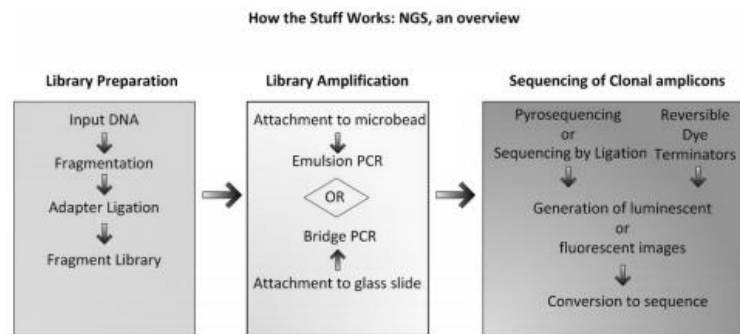 How the Stuff Works: NGS, an overview
Library Preparation
Input DNA
Fragmentation
Adapter Ligation
Fragment Library
Library Amplification
Attachment to microbead
Emulsion PCR
OR
Bridge PCR
Attachment to glass slide
Sequencing of Clonal amplicons
Pyrosequencing
or
Sequencing by Ligation
Reversible
Dye
Terminators
Generation of luminescent
or
fluorescent images
Conversion to sequence